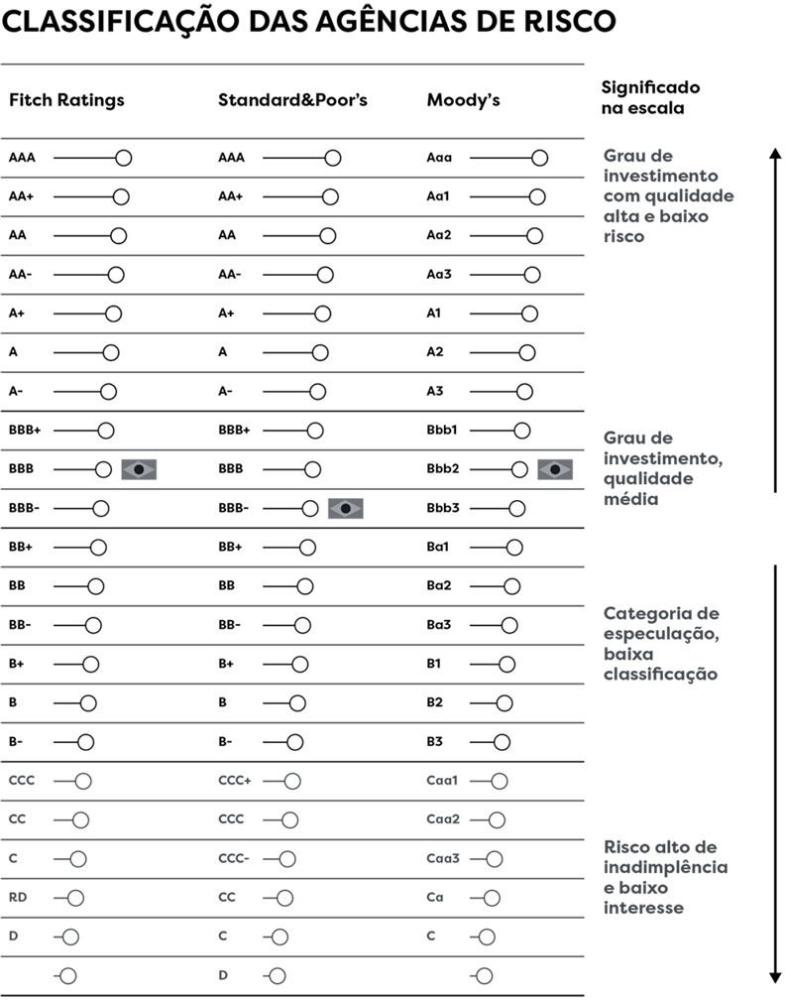 CLASSIFICAÇÃO DAS AGÊNCIAS DE RISCO
Fitch Ratings Standard&Poor's Moody's Significado
na escala
AAA AAA Aaa Grau de
investimento
AA+ AA+ Aa1 com qualidade
alta e baixo
AA AA Aa2 risco
AA- AA- Aa3
A+ A+ A1
A A A2
A- A- A3
BBB+ BBB+ Bbb1 Grau de
investimento,
BBB BBB Bbb2 qualidade
média
BBB- BBB- Bbb3
BB+ BB+ Ba1
BB BB Ba2
Categoria de
BB- BB- Ba3 especulação,
baixa
B+ B+ B1 classificação
B B B2
B- B- B3
CCC CCC+ Caa1
CC CCC Caa2
Risco alto de
C CCC- Caa3 inadimplência
e baixo
RD CC Ca interesse
D C C
D